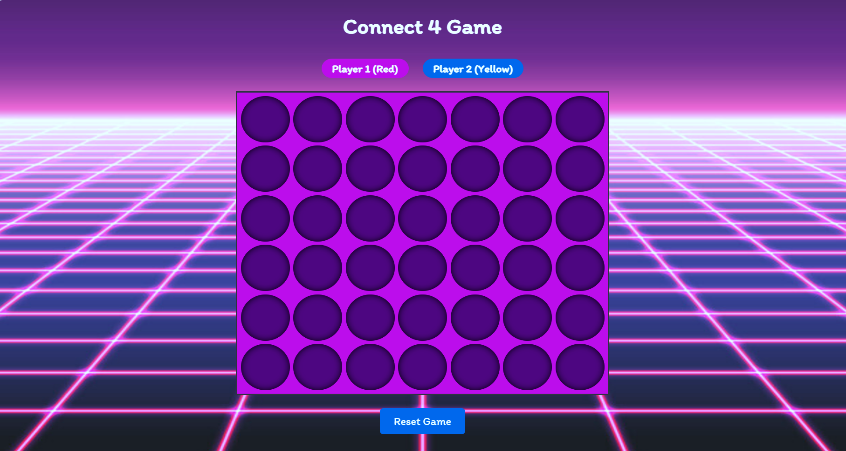 Connect 4 Game
Player 1 (Red) Player 2 (Yellow)
Reset Game